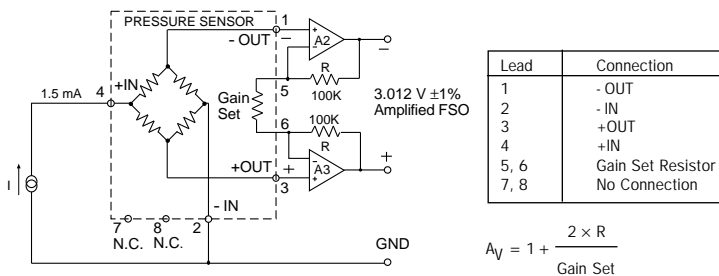 PRESSURE SENSOR
1
- OUT
+
A2
−
−
R
100K
5
+IN
4
1.5 mA
Gain
Set
3.012 V ±1%
Amplified FSO
6
100K
R
−
A3
+
+OUT
+
3
+
I
- IN
7
8
2
N.C.
N.C.
GND
Lead Connection
1 - OUT
2 - IN
3 +OUT
4 +IN
5, 6 Gain Set Resistor
7, 8 No Connection
AV = 1 + 2 × R
Gain Set